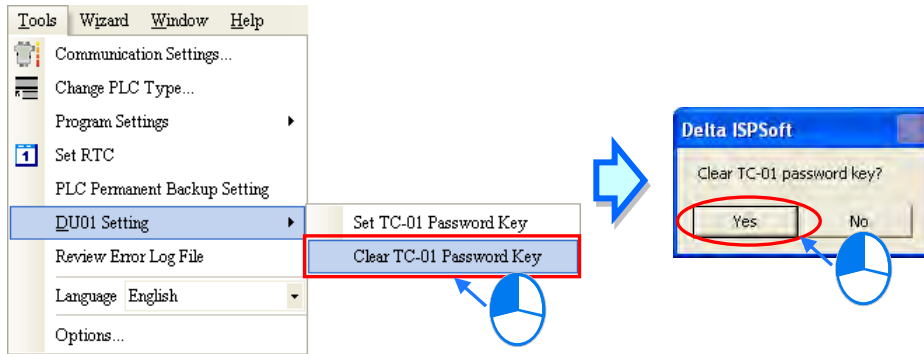 Tools Wizard Window Help
Communication Settings...
Change PLC Type...
Program Settings
1 Set RTC
PLC Permanent Backup Setting
DU01 Setting
Set TC-01 Password Key
Review Error Log File
Clear TC-01 Password Key
Language English
Options...
Delta ISPSoft
Clear TC-01 password key?
Yes No